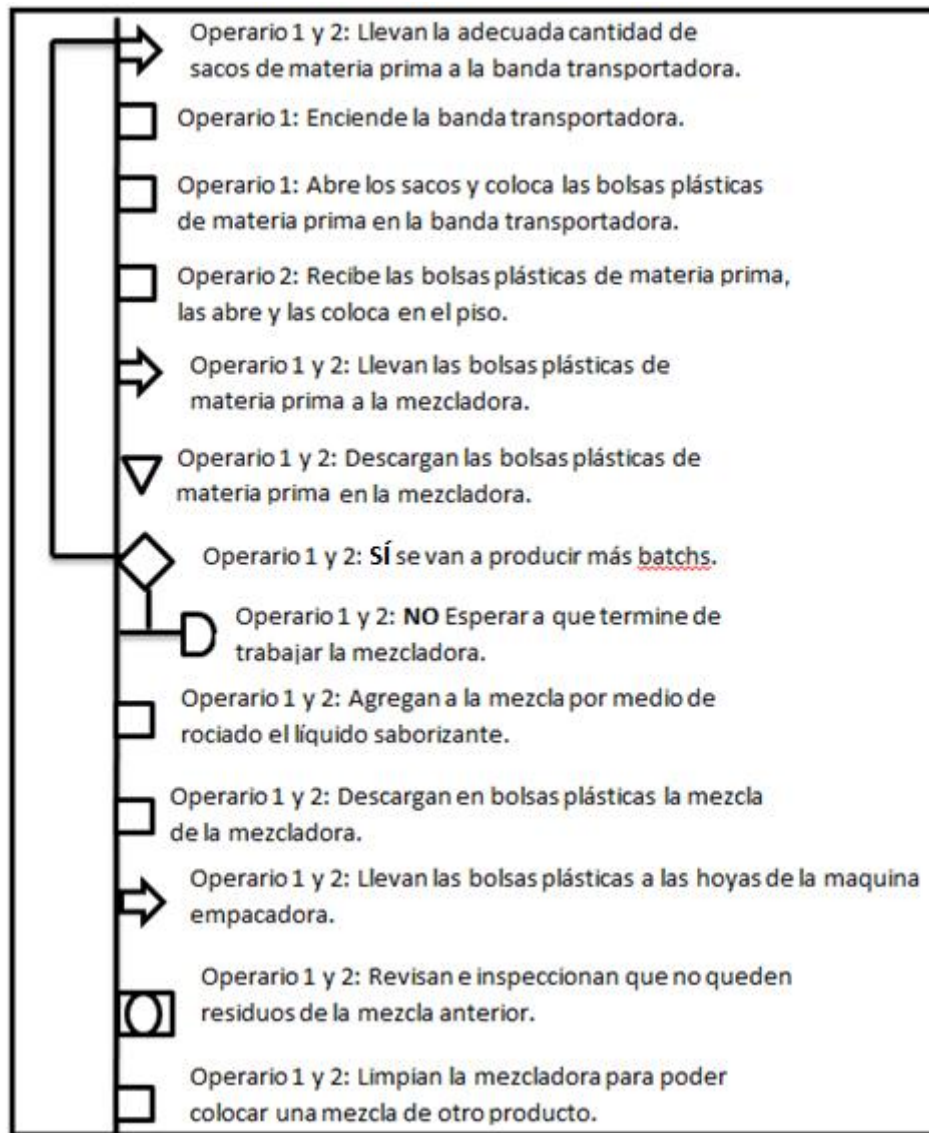 Operario 1 y 2: Llevan la adecuada cantidad de
sacos de materia prima a la banda transportadora.
Operario 1: Enciende la banda transportadora.
Operario 1: Abre los sacos y coloca las bolsas plásticas
de materia prima en la banda transportadora.
Operario 2: Recibe las bolsas plásticas de materia prima,
las abre y las coloca en el piso.
Operario 1 y 2: Llevan las bolsas plásticas de
materia prima a la mezcladora.
Operario 1 y 2: Descargan las bolsas plásticas de
materia prima en la mezcladora.
Operario 1 y 2: SÍ se van a producir más batchs.
Operario 1 y 2: NO Esperar a que termine de
trabajar la mezcladora.
Operario 1 y 2: Agregan a la mezcla por medio de
rociado el líquido saborizante.
Operario 1 y 2: Descargan en bolsas plásticas la mezcla
de la mezcladora.
Operario 1 y 2: Llevan las bolsas plásticas a las hoyas de la maquina
empacadora.
Operario 1 y 2: Revisan e inspeccionan que no queden
residuos de la mezcla anterior.
Operario 1 y 2: Limpian la mezcladora para poder
colocar una mezcla de otro producto.